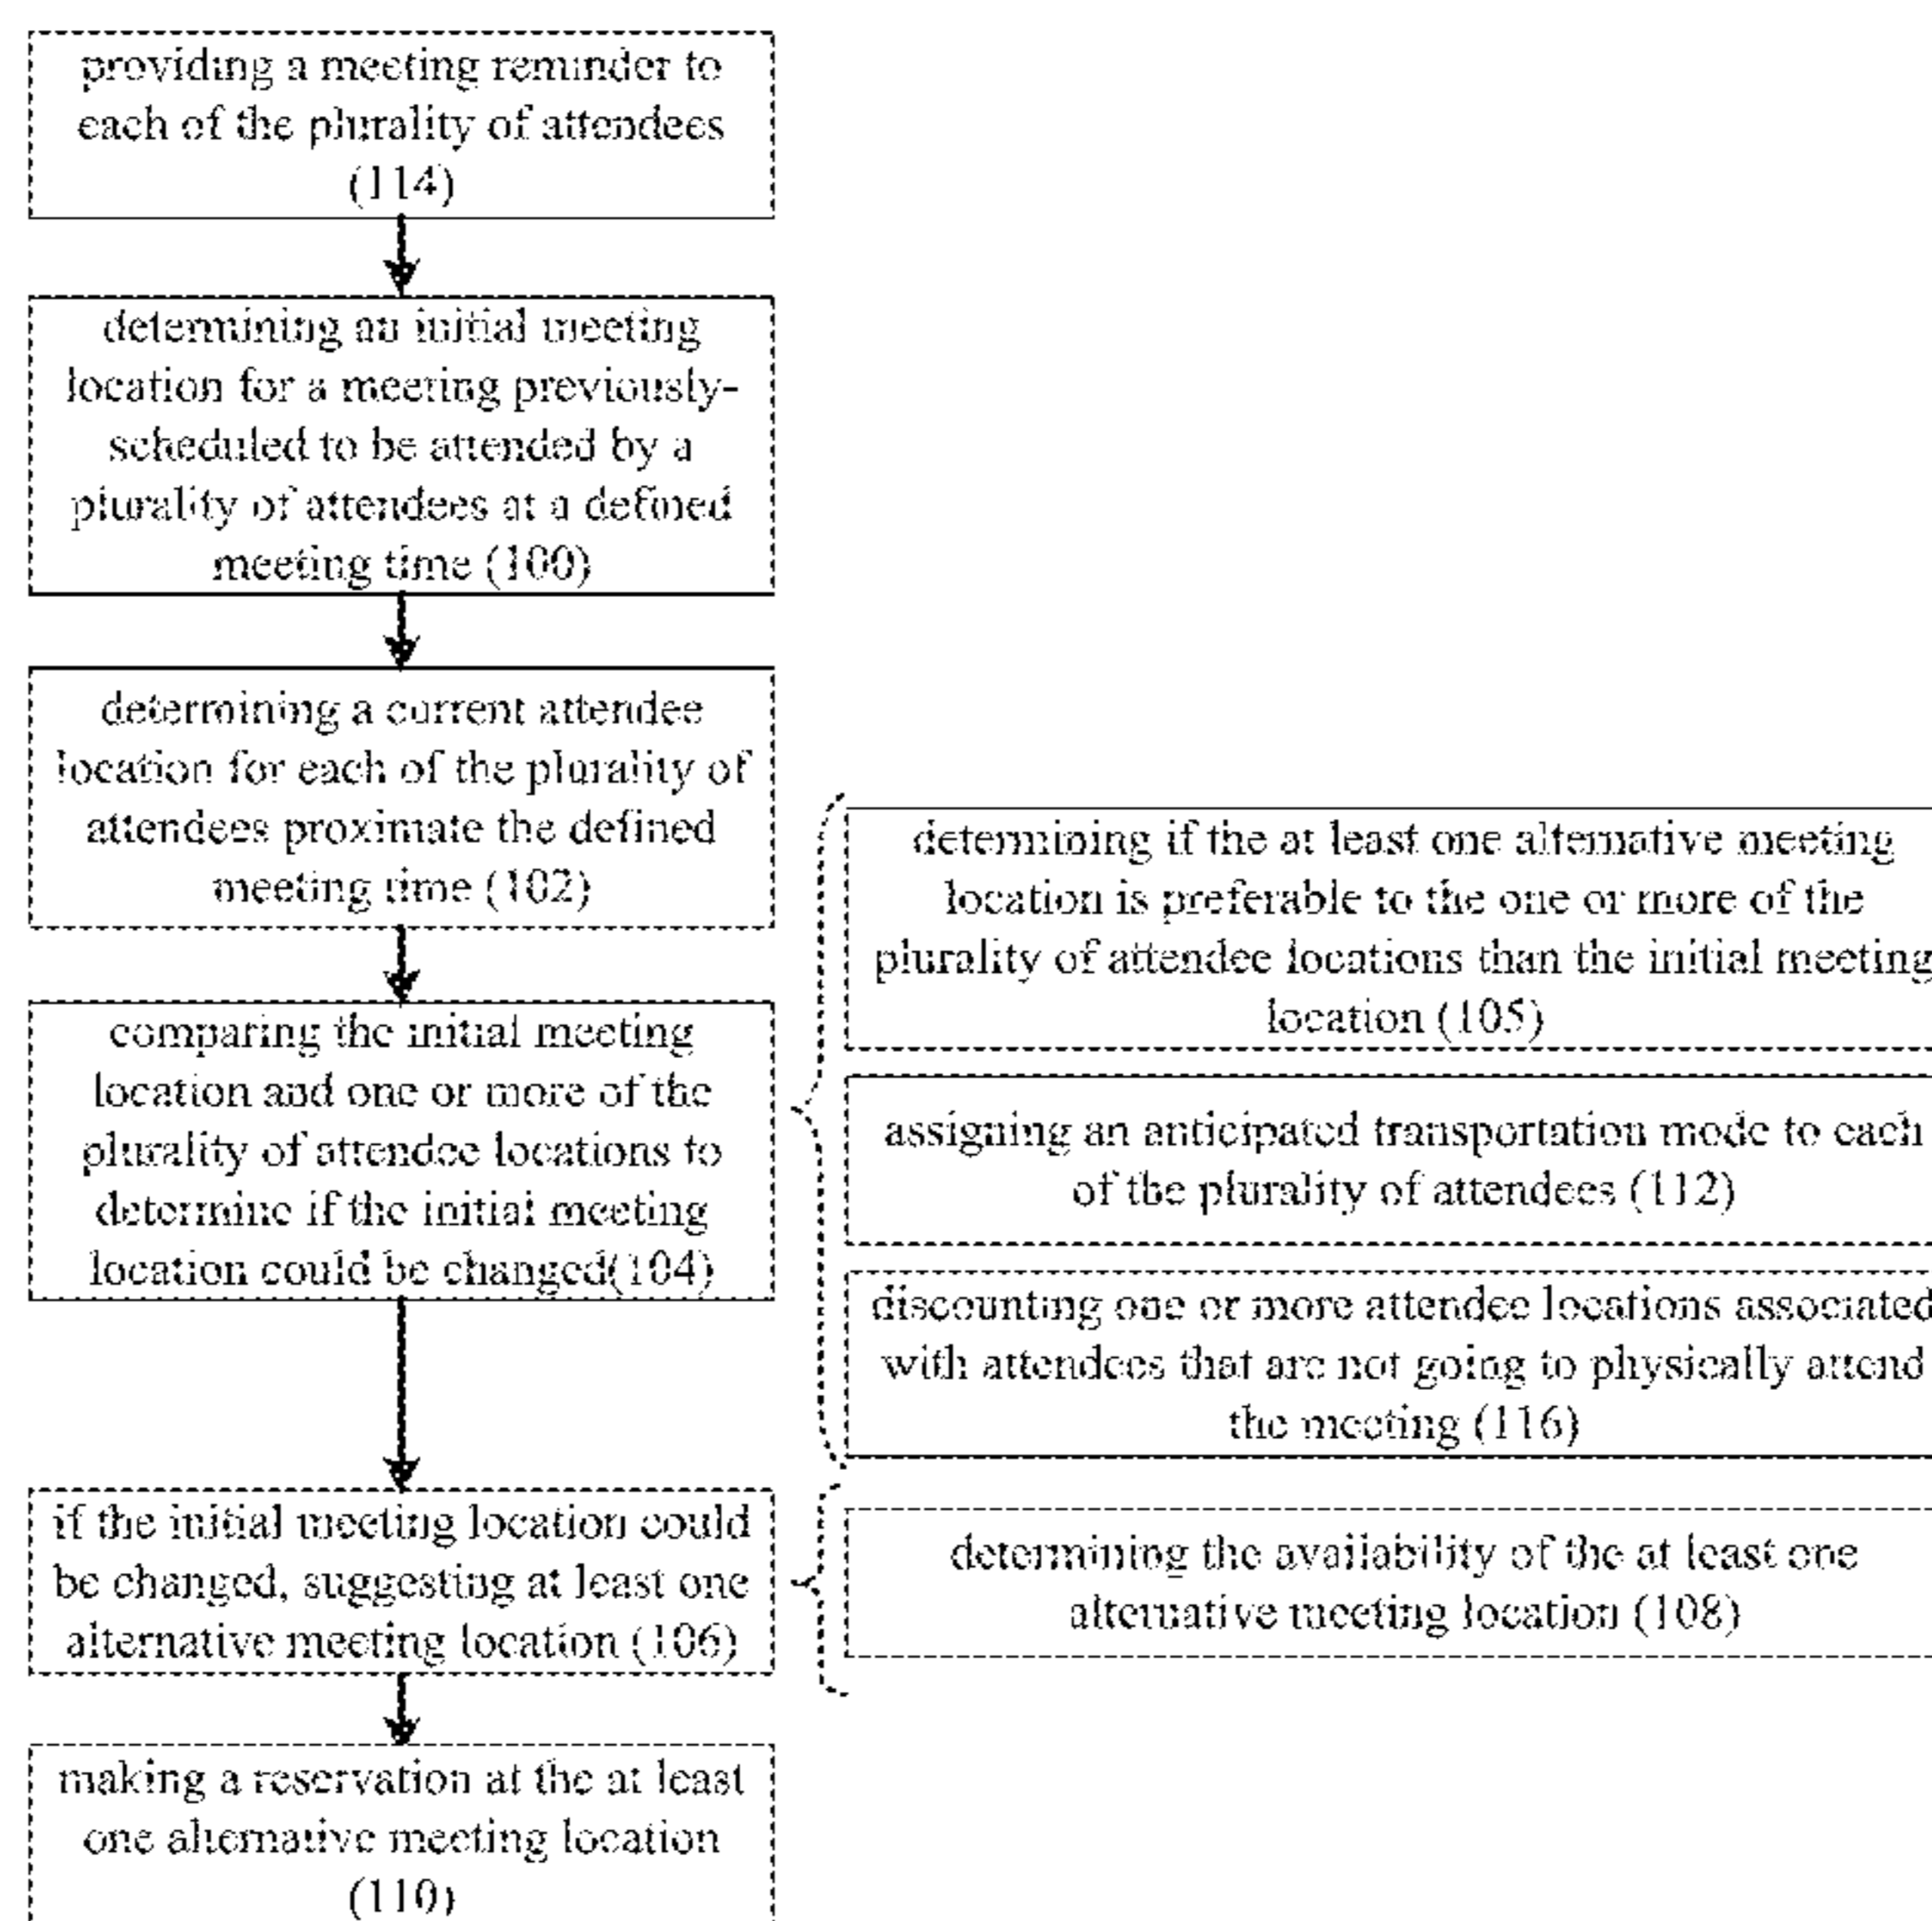 providing a meeting reminder to
each of the plurality of attendees
(114)
determining an initial meeting
location for a meeting previously-
scheduled to be attended by a
plurality of attendees at a defined
meeting time (100)
determining a current attendee
location for each of the plurality of
attendees proximate the defined
meeting time (102)
comparing the initial meeting
location and one or more of the
plurality of attendee locations to
determine if the initial meeting
location could be changed(104)
determining if the at least one alternative meeting
location is preferable to the one or more of the
plurality of attendee locations than the initial meeting
location (105)
assigning an anticipated transportation mode to each
of the plurality of attendees (112)
discounting one or more attendee locations associated
with attendees that are not going to physically attend
the meeting (116)
if the initial meeting location could
be changed, suggesting at least one
alternative meeting location (106)
determining the availability of the at least one
alternative meeting location (108)
making a reservation at the at least
one alternative meeting location
(110)